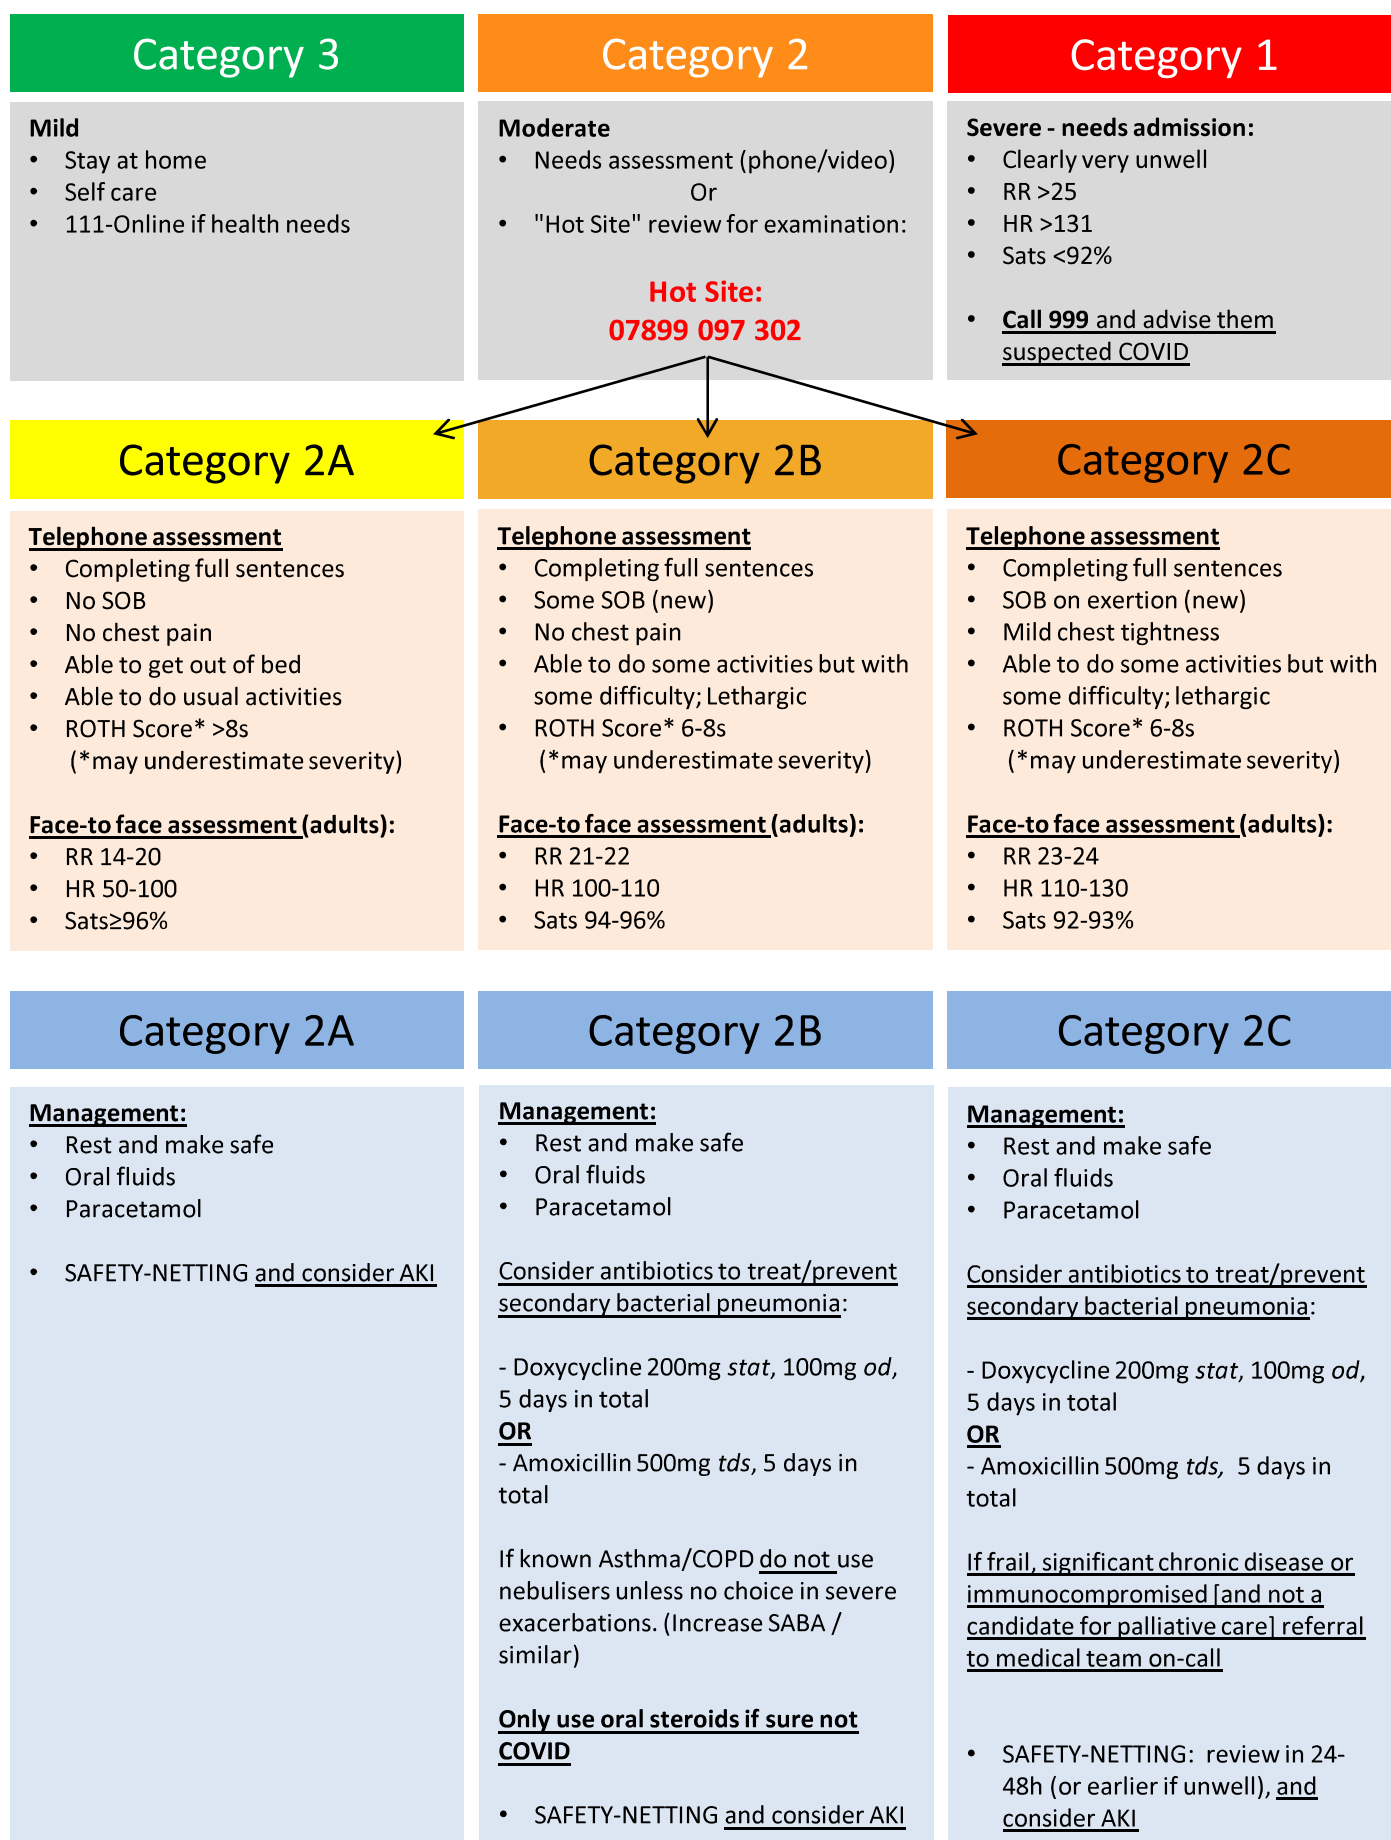 Category 3
Mild
• Stay at home
• Self care
• 111-Online if health needs
Category 2
Moderate
• Needs assessment (phone/video)
Or
• "Hot Site" review for examination:
Hot Site:
07899 097 302
Category 1
Severe - needs admission:
• Clearly very unwell
• RR >25
• HR >131
• Sats <92%
• Call 999 and advise them
suspected COVID
Category 2A
Telephone assessment
• Completing full sentences
• No SOB
• No chest pain
• Able to get out of bed
• Able to do usual activities
• ROTH Score* >8s
(*may underestimate severity)
Face-to face assessment (adults):
• RR 14-20
• HR 50-100
• Sats≥96%
Category 2B
Telephone assessment
• Completing full sentences
• Some SOB (new)
• No chest pain
• Able to do some activities but with
some difficulty; Lethargic
• ROTH Score* 6-8s
(*may underestimate severity)
Face-to face assessment (adults):
• RR 21-22
• HR 100-110
• Sats 94-96%
Category 2C
Telephone assessment
• Completing full sentences
• SOB on exertion (new)
• Mild chest tightness
• Able to do some activities but with
some difficulty; lethargic
• ROTH Score* 6-8s
(*may underestimate severity)
Face-to face assessment (adults):
• RR 23-24
• HR 110-130
• Sats 92-93%
Category 2A
Management:
• Rest and make safe
• Oral fluids
• Paracetamol
• SAFETY-NETTING and consider AKI
Category 2B
Management:
• Rest and make safe
• Oral fluids
• Paracetamol
Consider antibiotics to treat/prevent
secondary bacterial pneumonia:
- Doxycycline 200mg stat, 100mg od,
5 days in total
OR
- Amoxicillin 500mg tds, 5 days in
total
If known Asthma/COPD do not use
nebulisers unless no choice in severe
exacerbations. (Increase SABA /
similar)
Only use oral steroids if sure not
COVID
• SAFETY-NETTING and consider AKI
Category 2C
Management:
• Rest and make safe
• Oral fluids
• Paracetamol
Consider antibiotics to treat/prevent
secondary bacterial pneumonia:
- Doxycycline 200mg stat, 100mg od,
5 days in total
OR
- Amoxicillin 500mg tds,  5 days in
total
If frail, significant chronic disease or
immunocompromised [and not a
candidate for palliative care] referral
to medical team on-call
• SAFETY-NETTING:  review in 24-
48h (or earlier if unwell), and
consider AKI